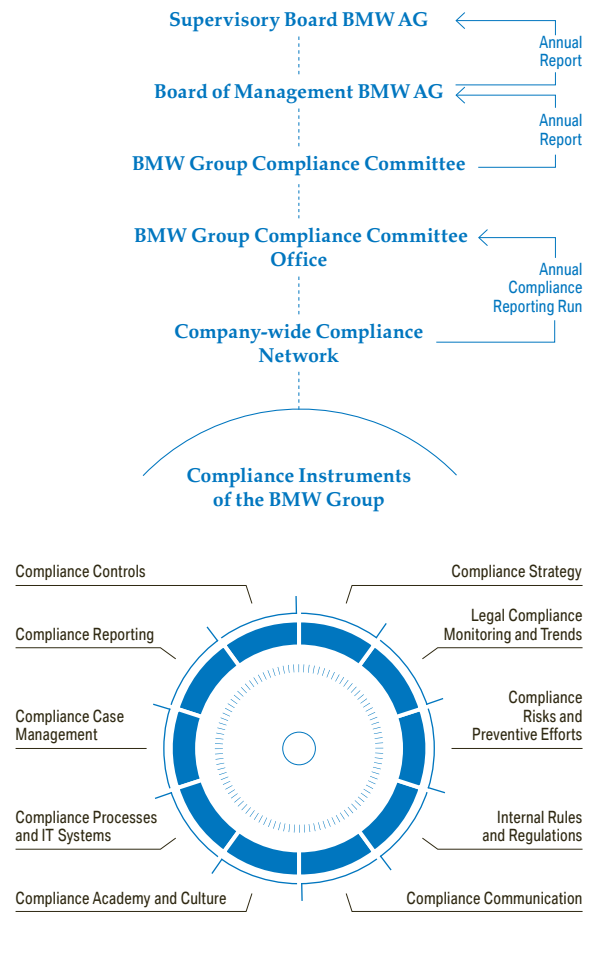 Supervisory Board BMW AG
Annual
Report
Board of Management BMW AG
Annual
Report
BMW Group Compliance Committee
BMW Group Compliance Committee
Office
Annual
Compliance
Reporting Run
Company-wide Compliance
Network
Compliance Instruments
of the BMW Group
Compliance Controls
Compliance Strategy
Legal Compliance
Monitoring and Trends
Compliance Reporting
Compliance
Risks and
Preventive Efforts
Compliance Case
Management
Compliance Processes
and IT Systems
Internal Rules
and Regulations
Compliance Academy and Culture
Compliance Communication